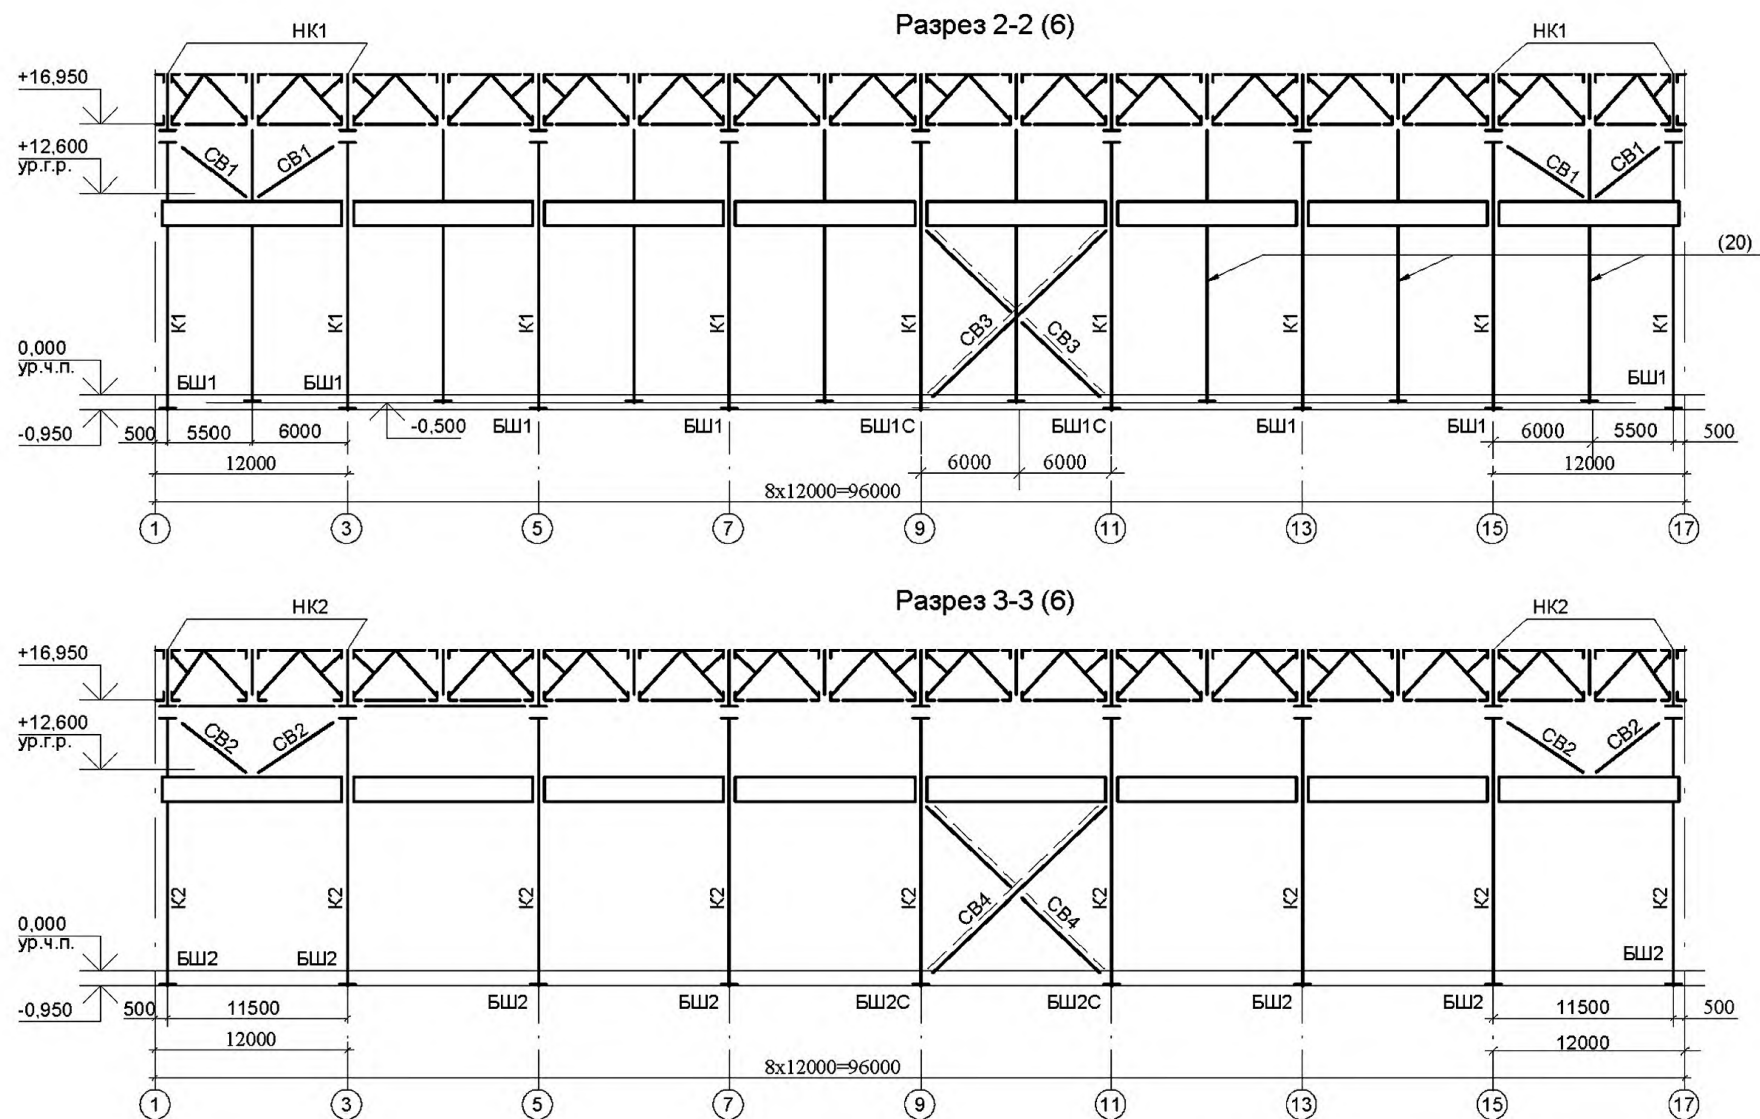 Разрез 2-2 (6)
НК1
НК1
+16,950
+12,600
ур.г.р.
СВ1
СВ1
СВ1
СВ1
(20)
К1
К1
К1
К1
К1
К1
К1
К1
К1
СВ3
СВ3
0,000
ур.ч.п.
БШ1
БШ1
БШ1
-0,950
500
5500
6000
-0,500
БШ1
БШ1
БШ1С
БШ1С
БШ1
БШ1
6000
5500
500
12000
6000
6000
12000
8x12000=96000
1
3
5
7
9
11
13
15
17
Разрез 3-3 (6)
НК2
НК2
+16,950
+12,600
ур.г.р.
СВ2
СВ2
СВ2
СВ2
К2
К2
К2
К2
К2
К2
К2
К2
К2
СВ4
СВ4
0,000
ур.ч.п.
БШ2
БШ2
БШ2
-0,950
500
11500
БШ2
БШ2
БШ2С
БШ2С
БШ2
БШ2
11500
500
12000
12000
8x12000=96000
1
3
5
7
9
11
13
15
17